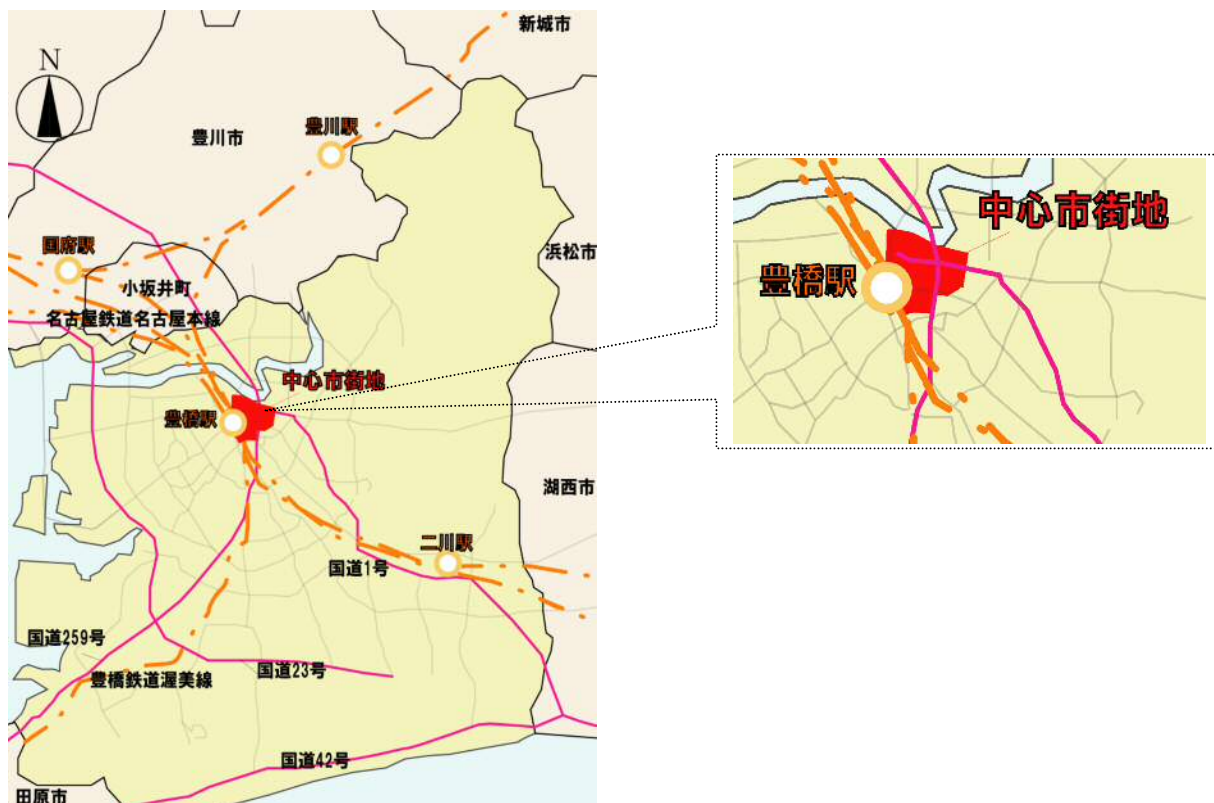 新城市
N
豊川市
豊川駅
国府駅
浜松市
小坂井町
名古屋鉄道名古屋本線
中心市街地
豊橋駅
湖西市
二川駅
国道1号
国道259号
国道23号
豊橋鉄道渥美線
国道42号
田原市
中心市街地
豊橋駅